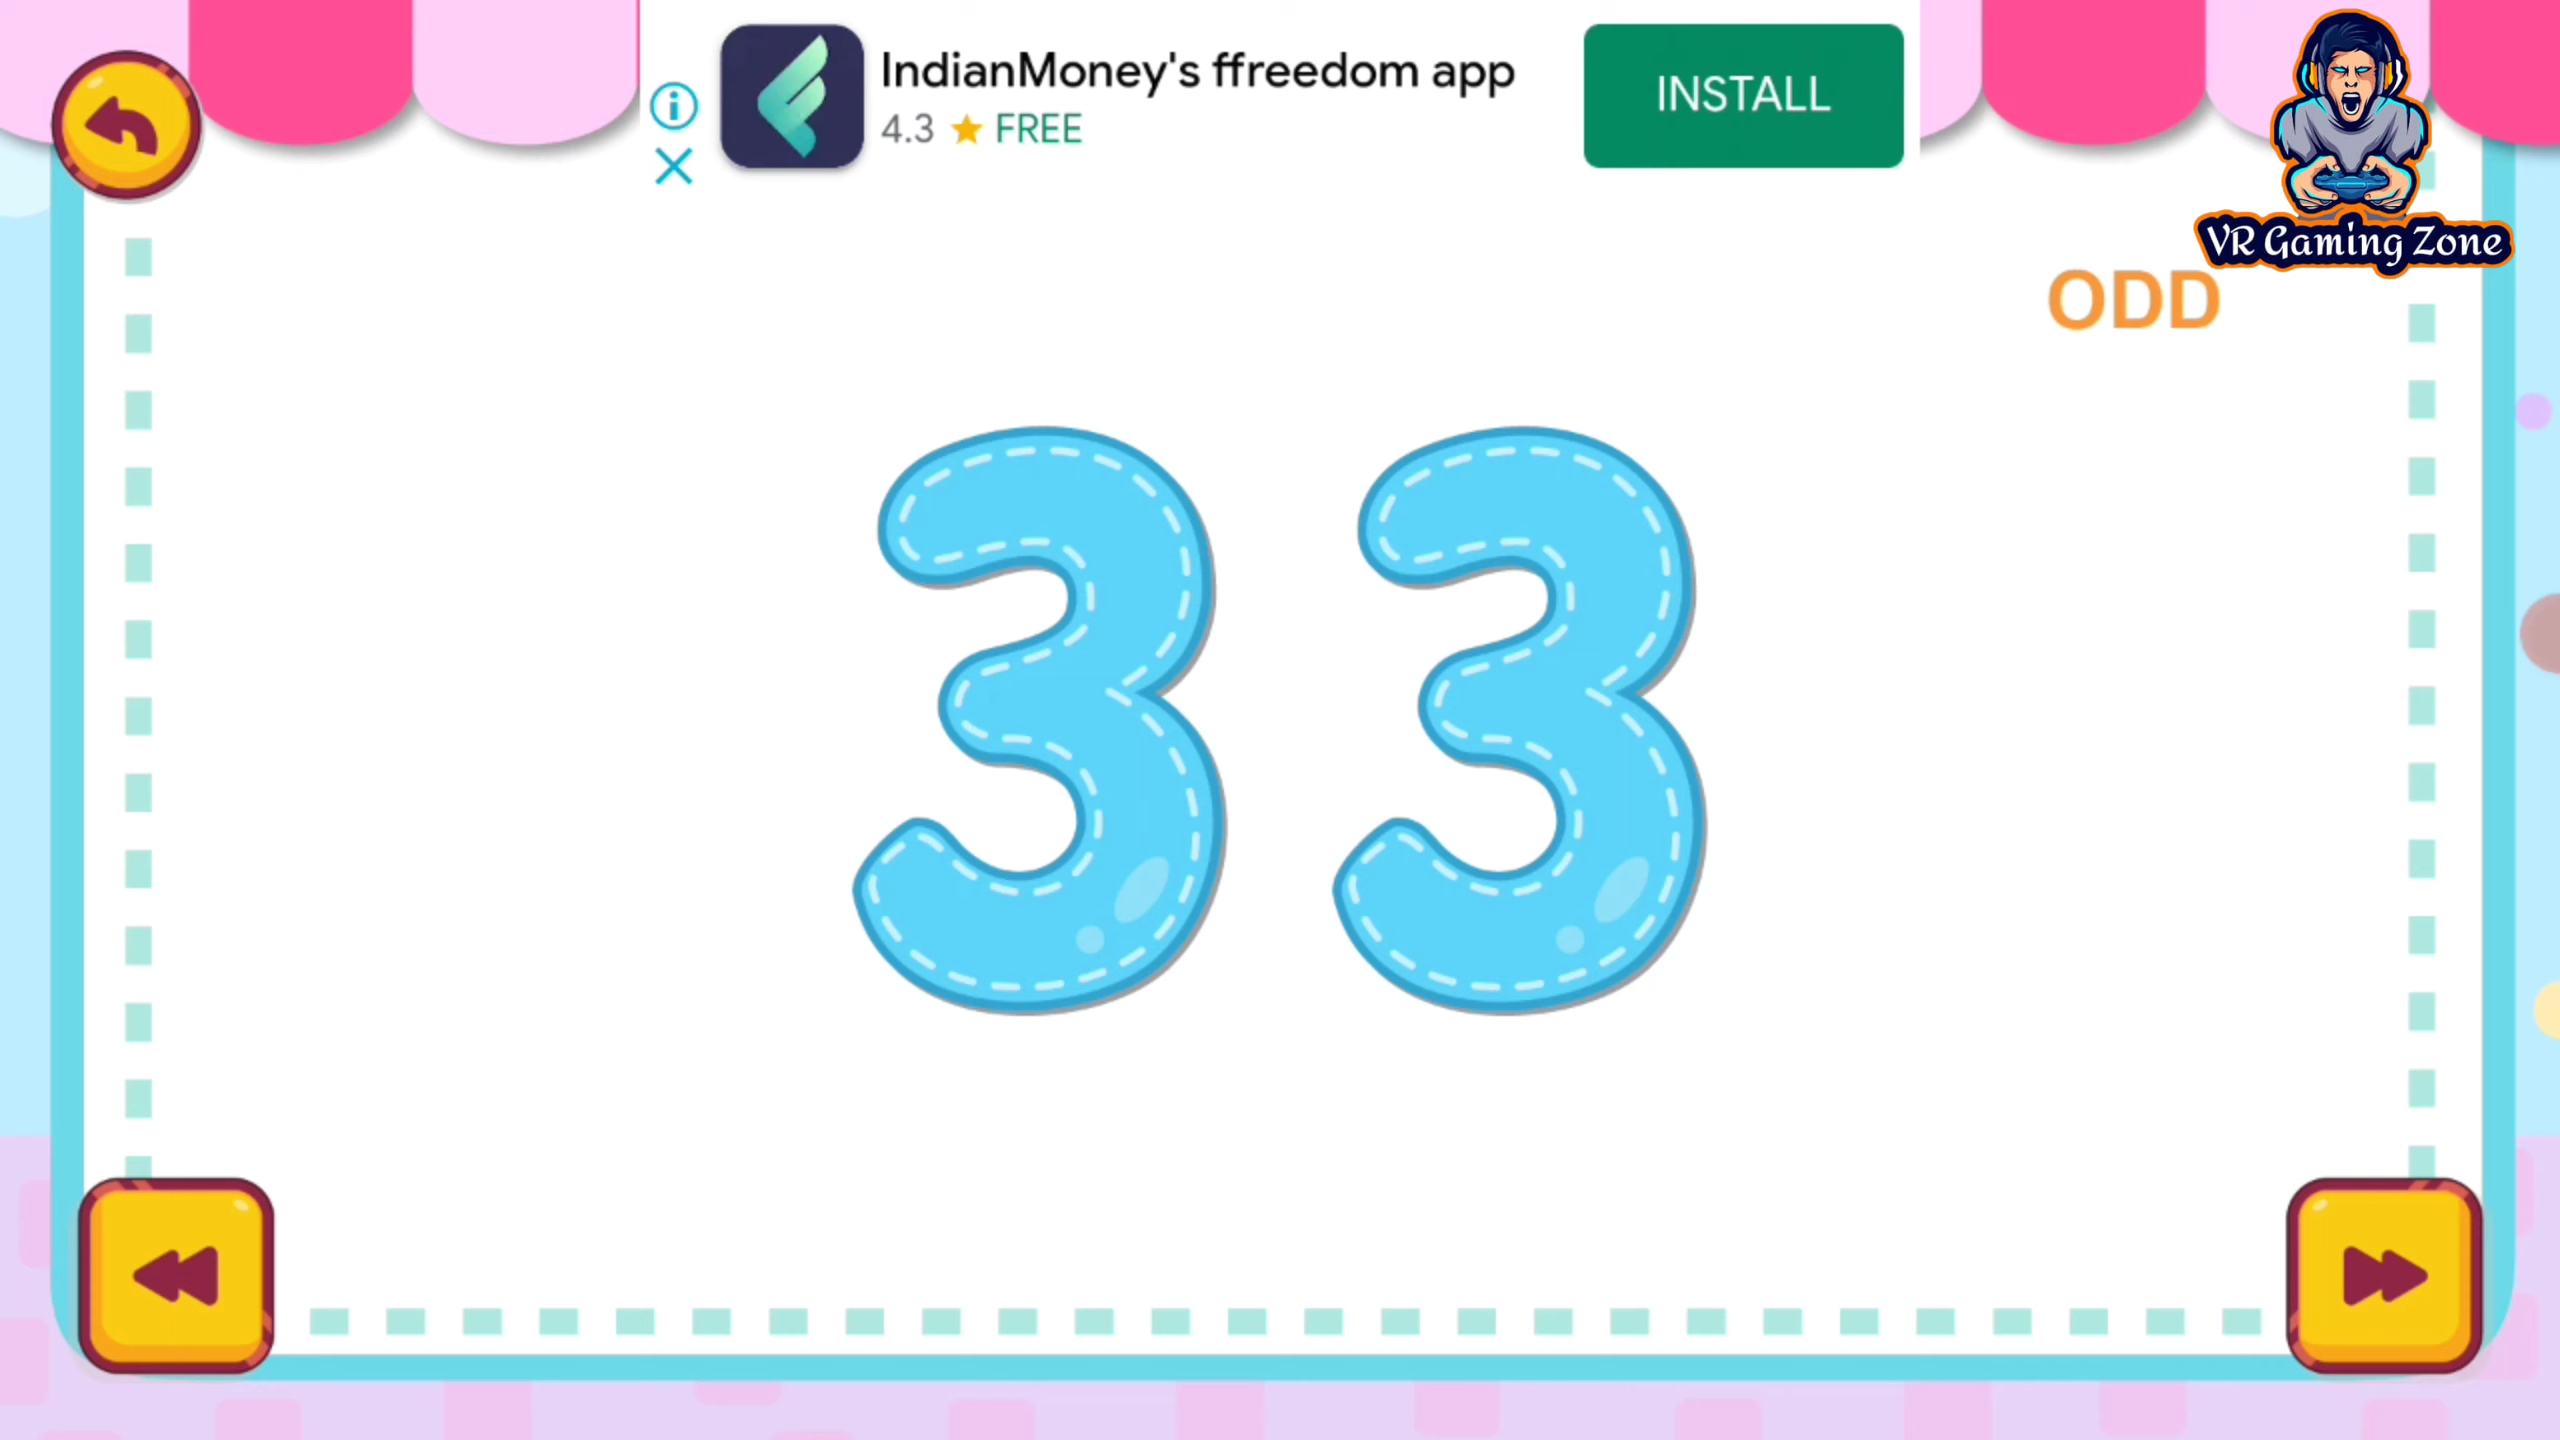 IndianMoney's ffreedom app
4.3 ★ FREE
INSTALL
VR Gaming Zone
ODD
33